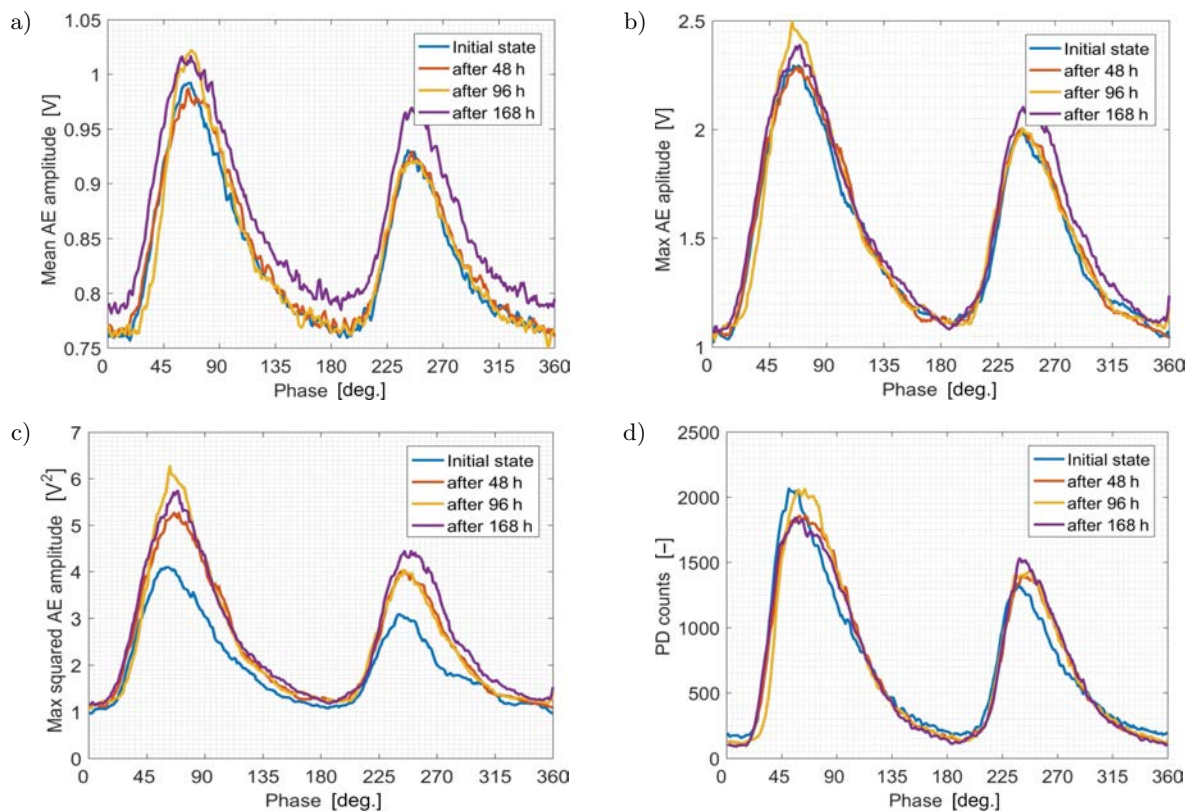 a)
1.05
1
0.95
0.9
0.85
0.8
0.75
Mean AE amplitude [V]
Initial state
after 48 h
after 96 h
after 168 h
0 45 90 135 180 225 270 315 360
Phase [deg.]
b)
2.5
2
1.5
1
Max AE aplitude [V]
Initial state
after 48 h
after 96 h
after 168 h
0 45 90 135 180 225 270 315 360
Phase [deg.]
c)
7
6
5
4
3
2
1
0
Max squared AE amplitude [V²]
Initial state
after 48 h
after 96 h
after 168 h
0 45 90 135 180 225 270 315 360
Phase [deg.]
d)
2500
2000
1500
1000
500
0
PD counts [–]
Initial state
after 48 h
after 96 h
after 168 h
0 45 90 135 180 225 270 315 360
Phase [deg.]